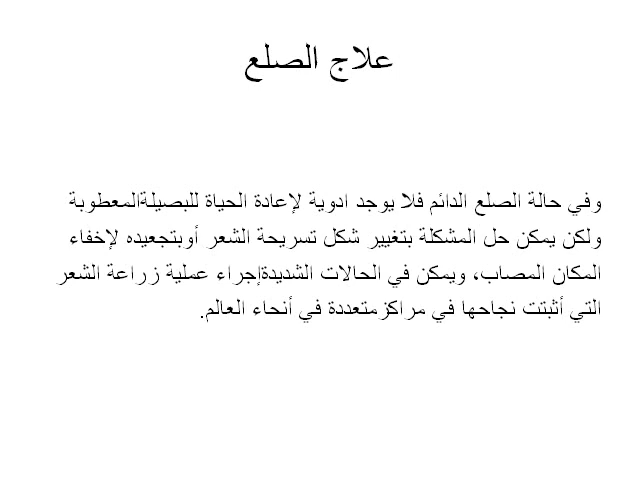 علاج الصلع
وفي حالة الصلع الدائم فلا يوجد ادوية لإعادة الحياة للبصيلةالمعطوبة
ولكن يمكن حل المشكلة بتغيير شكل تسريحة الشعر أوبتجعيده لإخفاء
المكان المصاب، ويمكن في الحالات الشديدةإجراء عملية زراعة الشعر
التي أثبتت نجاحها في مراكزمتعددة في أنحاء العالم.